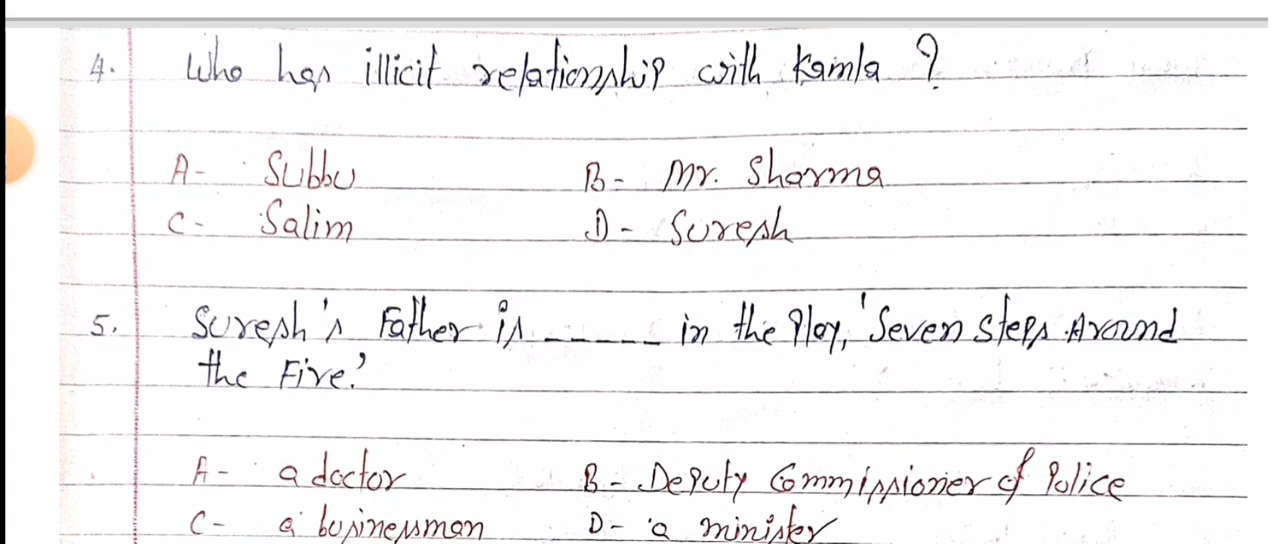 4. Who has illicit relationship with Kamla ?
A- Subbu B- Mr. Sharma
C- Salim D- Suresh
5. Suresh's Father is ------ in the Play, 'Seven Steps Around
the Fire.'
A- a doctor B- Deputy Commissioner of Police
C- a businessman D- a minister